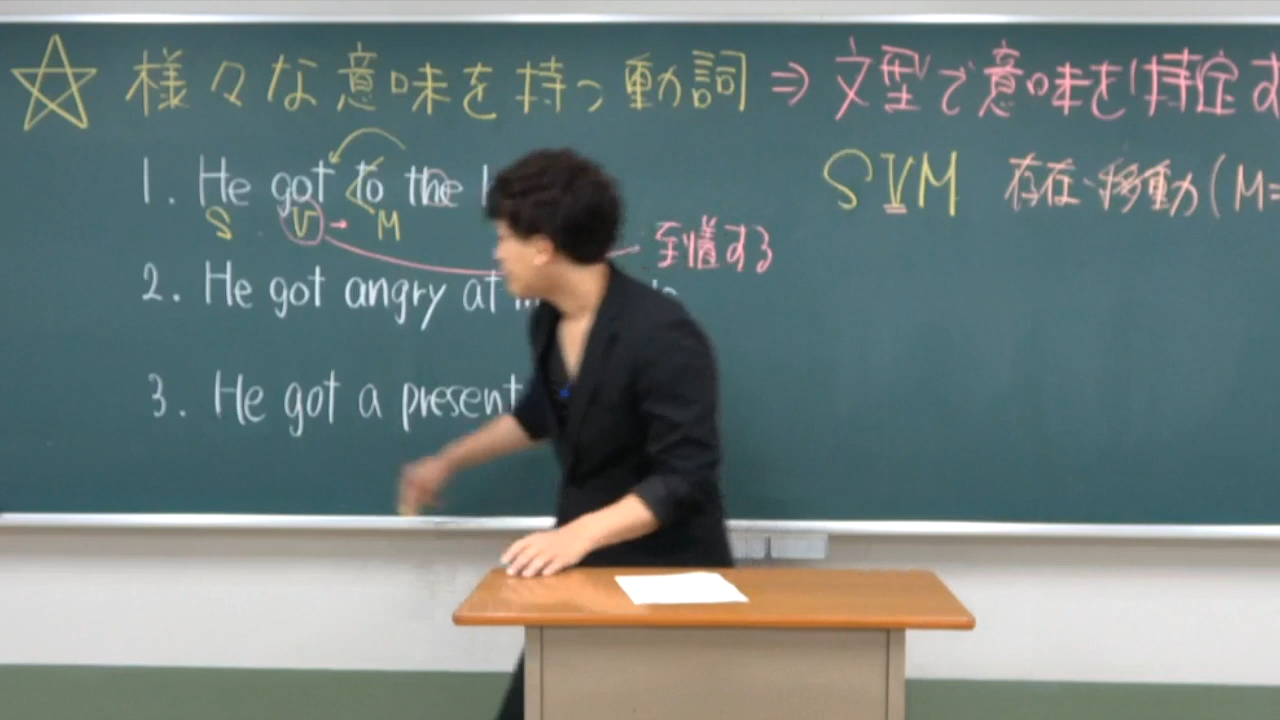 ☆ 様々な意味を持つ動詞 ⇒ 文型で意味を特定す
1. He got to the
S V → M
到着する
2. He got angry at
3. He got a present
SVM 存在・移動(M=